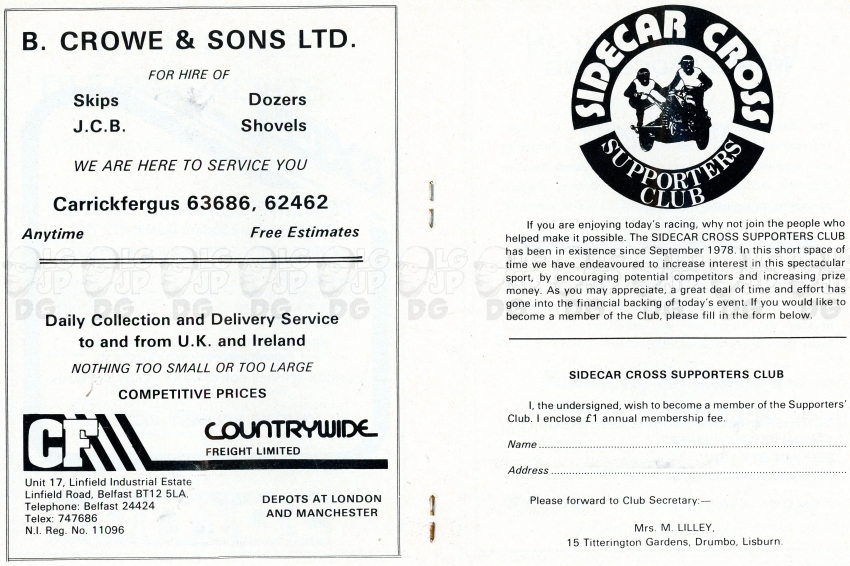 B. CROWE & SONS LTD.
FOR HIRE OF
Skips Dozers
J.C.B. Shovels
WE ARE HERE TO SERVICE YOU
Carrickfergus 63686, 62462
Anytime Free Estimates
Daily Collection and Delivery Service
to and from U.K. and Ireland
NOTHING TOO SMALL OR TOO LARGE
COMPETITIVE PRICES
CF
COUNTRYWIDE
FREIGHT LIMITED
Unit 17, Linfield Industrial Estate
Linfield Road, Belfast BT12 5LA.
Telephone: Belfast 24424
Telex: 747686
N.I. Reg. No. 11096
DEPOTS AT LONDON
AND MANCHESTER
SIDECAR CROSS
SUPPORTERS
CLUB
If you are enjoying today's racing, why not join the people who
helped make it possible. The SIDECAR CROSS SUPPORTERS CLUB
has been in existence since September 1978. In this short space of
time we have endeavoured to increase interest in this spectacular
sport, by encouraging potential competitors and increasing prize
money. As you may appreciate, a great deal of time and effort has
gone into the financial backing of today's event. If you would like to
become a member of the Club, please fill in the form below.
SIDECAR CROSS SUPPORTERS CLUB
I, the undersigned, wish to become a member of the Supporters'
Club. I enclose £1 annual membership fee.
Name
Address
Please forward to Club Secretary:—
Mrs. M. LILLEY,
15 Titterington Gardens, Drumbo, Lisburn.